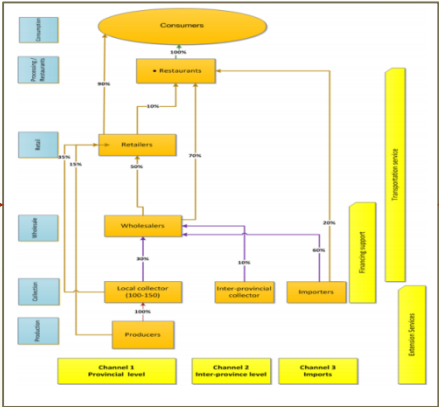 Consumption
Consumers
100%
Processing / Restaurants
• Restaurants
90%
10%
Transportation service
Retail
Retailers
15%
70%
20%
Wholesale
Wholesalers
Financing support
30%
10%
60%
Collection
Local collector
(100-150)
Inter-provincial
collector
Importers
100%
Extension Services
Production
Producers
Channel 1
Provincial level
Channel 2
Inter-province level
Channel 3
Imports